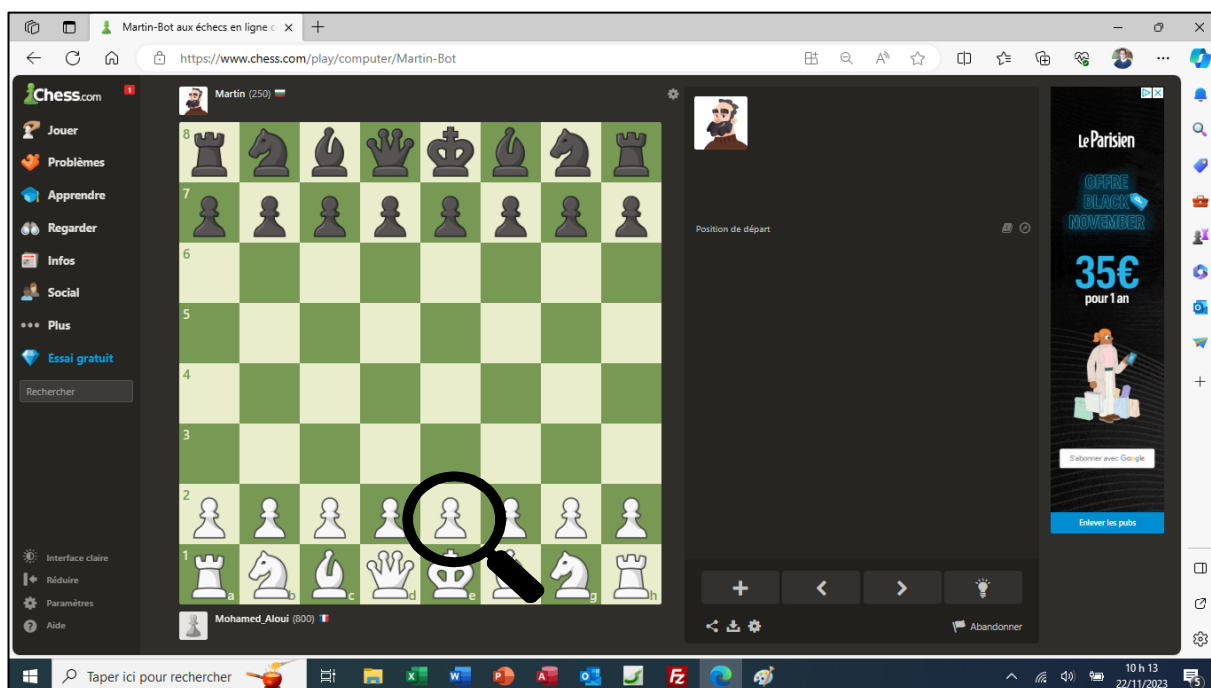 Martin-Bot aux échecs en ligne c
https://www.chess.com/play/computer/Martin-Bot
Chess.com
1
Jouer
Problèmes
Apprendre
Regarder
Infos
Social
Plus
Essai gratuit
Rechercher
Interface claire
Réduire
Paramètres
Aide
Martin (250)
8
7
6
5
4
3
2
1
a b c d e g h
Mohamed_Aloui (800)
Position de départ
Abandonner
Le Parisien
OFFRE
BLACK
NOVEMBER
35€
pour 1 an
S'abonner avec Google
Enlever les pubs
Taper ici pour rechercher
10 h 13
22/11/2023
5